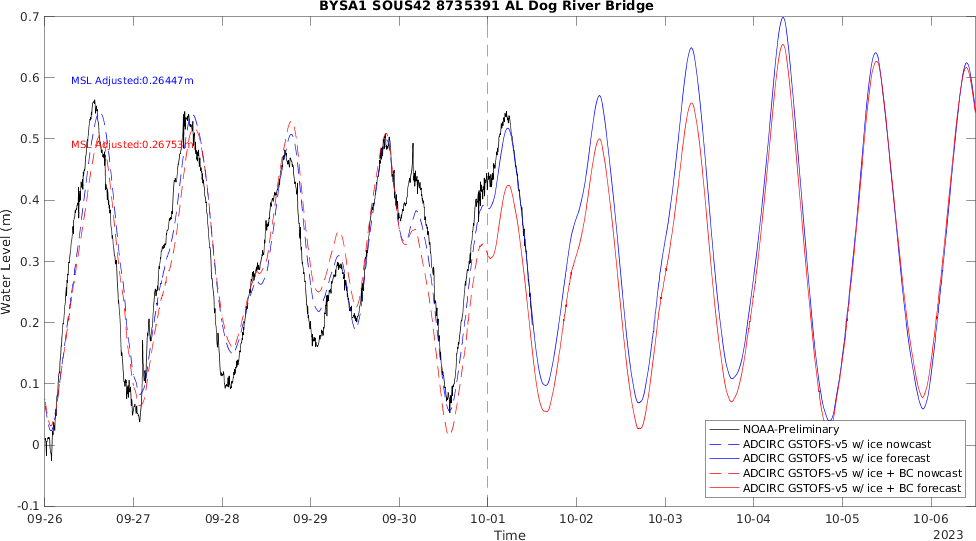 BYSA1 SOUS42 8735391 AL Dog River Bridge
0.7
0.6
0.5
0.4
0.3
0.2
0.1
0
-0.1
Water Level (m)
MSL Adjusted:0.26447m
MSL Adjusted:0.26753m
NOAA-Preliminary
ADCIRC GSTOFS-v5 w/ ice nowcast
ADCIRC GSTOFS-v5 w/ ice forecast
ADCIRC GSTOFS-v5 w/ ice + BC nowcast
ADCIRC GSTOFS-v5 w/ ice + BC forecast
09-26 09-27 09-28 09-29 09-30 10-01 10-02 10-03 10-04 10-05 10-06
Time
2023